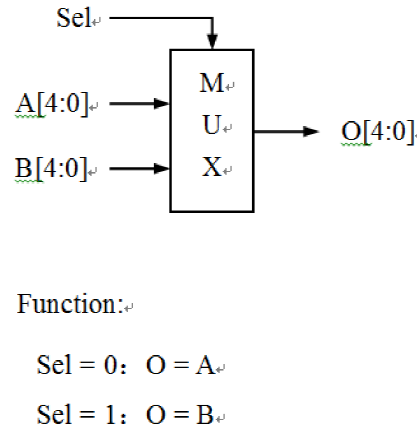 Sel
A[4:0]
B[4:0]
M
U
X
O[4:0]
Function:
Sel = 0： O = A
Sel = 1： O = B